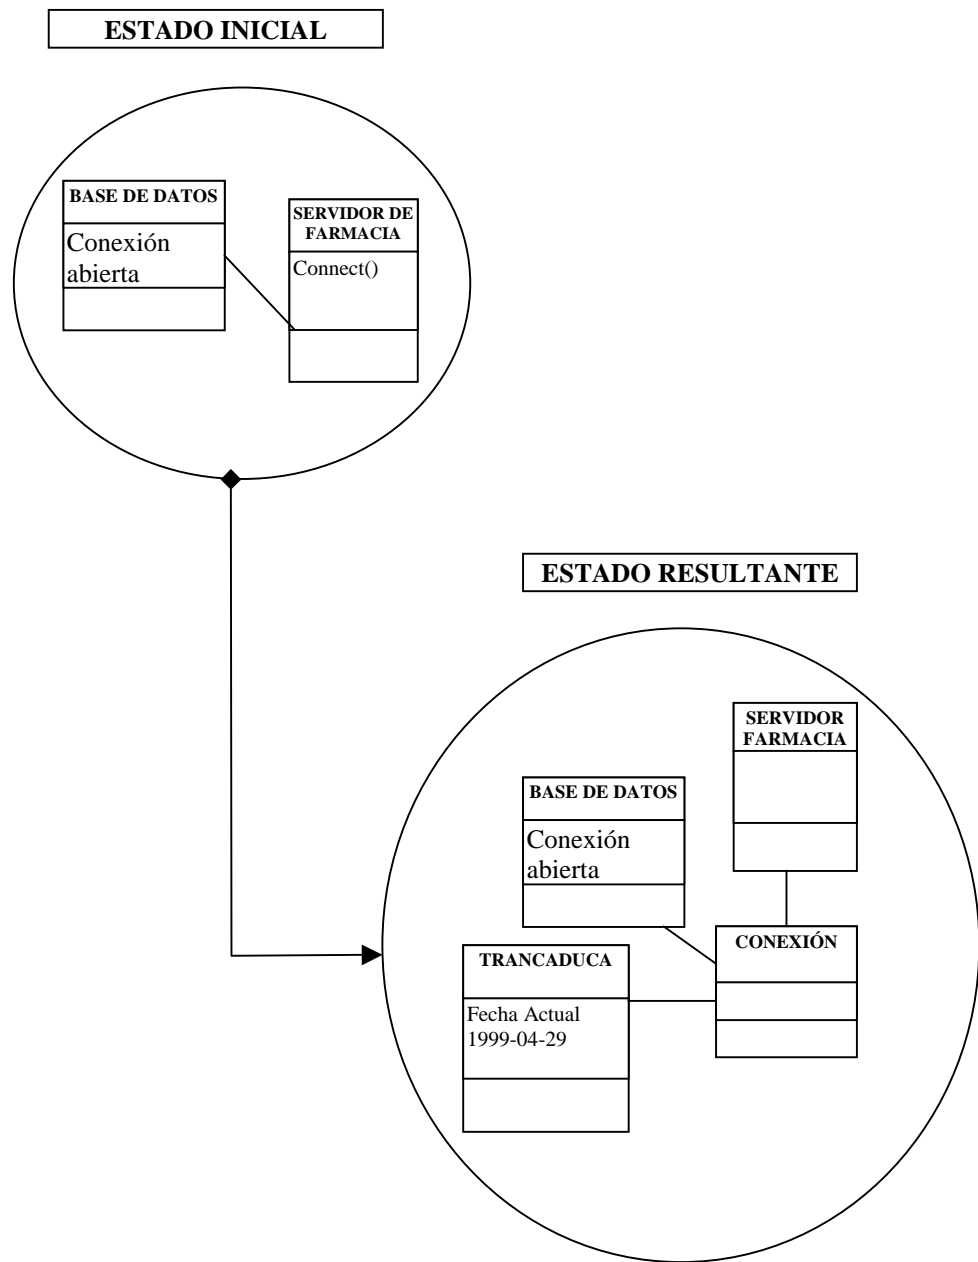 ESTADO INICIAL
BASE DE DATOS
Conexión
abierta
SERVIDOR DE
FARMACIA
Connect()
ESTADO RESULTANTE
SERVIDOR
FARMACIA
BASE DE DATOS
Conexión
abierta
CONEXIÓN
TRANCADUCA
Fecha Actual
1999-04-29